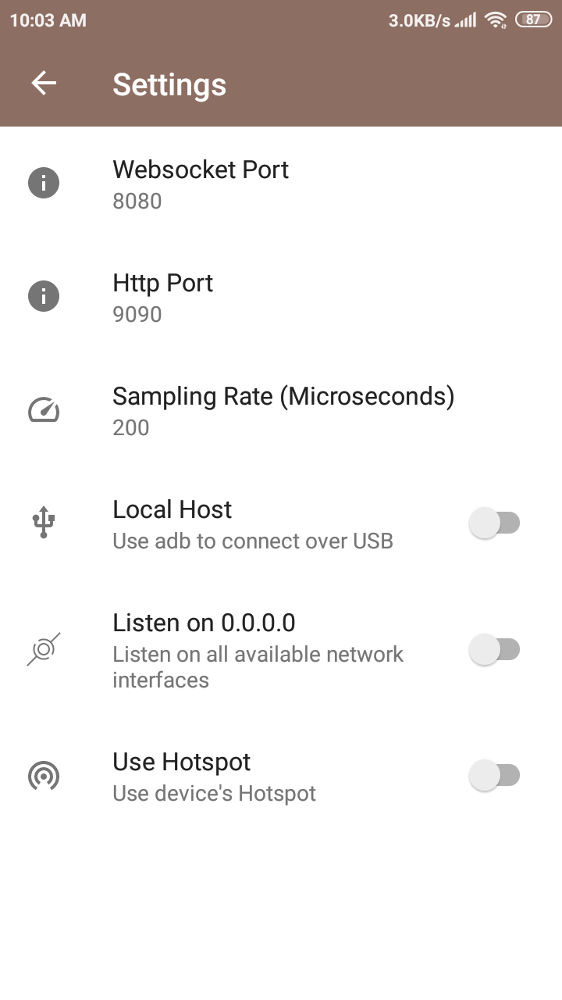 10:03 AM 3.0KB/s 87
Settings
Websocket Port
8080
Http Port
9090
Sampling Rate (Microseconds)
200
Local Host
Use adb to connect over USB
Listen on 0.0.0.0
Listen on all available network
interfaces
Use Hotspot
Use device's Hotspot